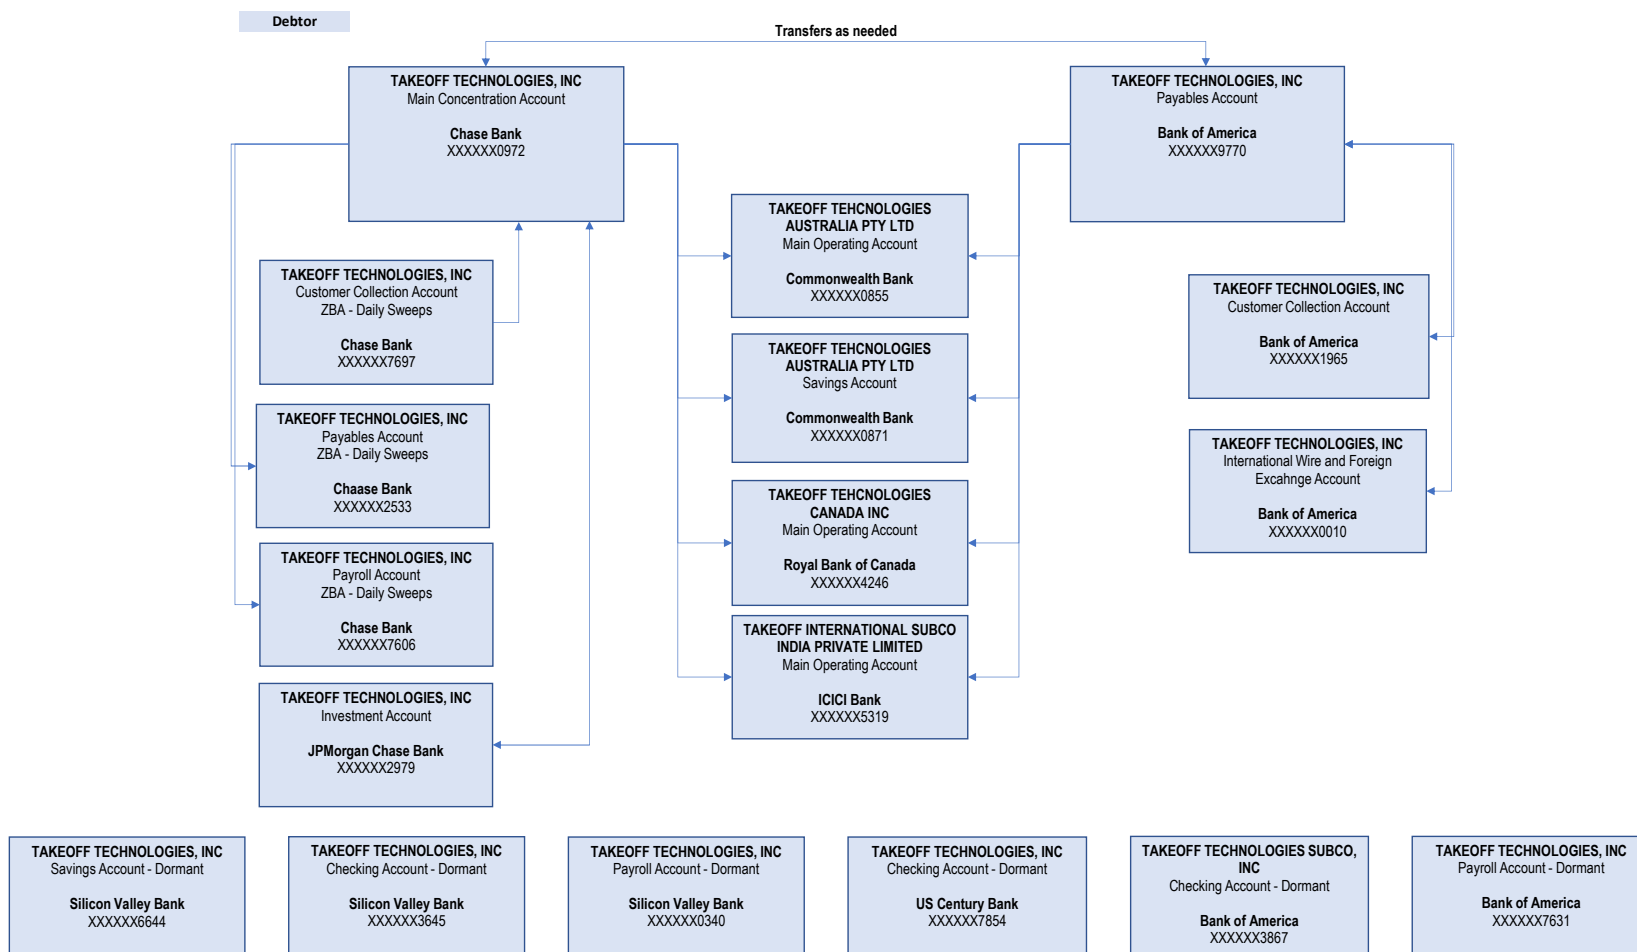 Debtor
Transfers as needed
TAKEOFF TECHNOLOGIES, INC
Main Concentration Account
Chase Bank
XXXXXX0972
TAKEOFF TECHNOLOGIES, INC
Payables Account
Bank of America
XXXXXX9770
TAKEOFF TECHNOLOGIES, INC
Customer Collection Account
ZBA - Daily Sweeps
Chase Bank
XXXXXX7697
TAKEOFF TECHNOLOGIES, INC
Payables Account
ZBA - Daily Sweeps
Chaase Bank
XXXXXX2533
TAKEOFF TECHNOLOGIES, INC
Payroll Account
ZBA - Daily Sweeps
Chase Bank
XXXXXX7606
TAKEOFF TECHNOLOGIES, INC
Investment Account
JPMorgan Chase Bank
XXXXXX2979
TAKEOFF TEHCNOLOGIES
AUSTRALIA PTY LTD
Main Operating Account
Commonwealth Bank
XXXXXX0855
TAKEOFF TEHCNOLOGIES
AUSTRALIA PTY LTD
Savings Account
Commonwealth Bank
XXXXXX0871
TAKEOFF TEHCNOLOGIES
CANADA INC
Main Operating Account
Royal Bank of Canada
XXXXXX4246
TAKEOFF INTERNATIONAL SUBCO
INDIA PRIVATE LIMITED
Main Operating Account
ICICI Bank
XXXXXX5319
TAKEOFF TECHNOLOGIES, INC
Customer Collection Account
Bank of America
XXXXXX1965
TAKEOFF TECHNOLOGIES, INC
International Wire and Foreign
Excahnge Account
Bank of America
XXXXXX0010
TAKEOFF TECHNOLOGIES, INC
Savings Account - Dormant
Silicon Valley Bank
XXXXXX6644
TAKEOFF TECHNOLOGIES, INC
Checking Account - Dormant
Silicon Valley Bank
XXXXXX3645
TAKEOFF TECHNOLOGIES, INC
Payroll Account - Dormant
Silicon Valley Bank
XXXXXX0340
TAKEOFF TECHNOLOGIES, INC
Checking Account - Dormant
US Century Bank
XXXXXX7854
TAKEOFF TECHNOLOGIES SUBCO,
INC
Checking Account - Dormant
Bank of America
XXXXXX3867
TAKEOFF TECHNOLOGIES, INC
Payroll Account - Dormant
Bank of America
XXXXXX7631